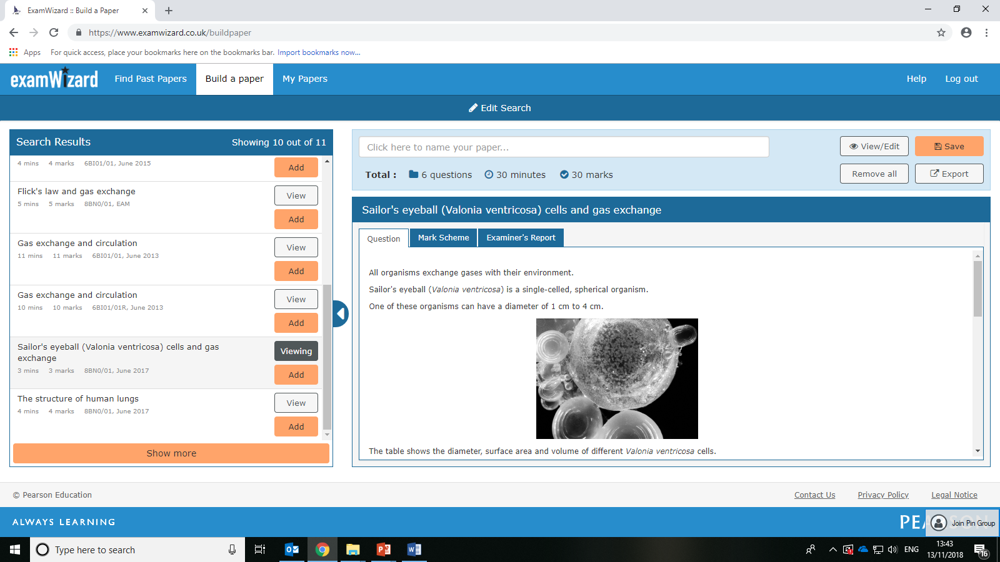 ExamWizard :: Build a Paper
https://www.examwizard.co.uk/buildpaper
Apps For quick access, place your bookmarks here on the bookmarks bar. Import bookmarks now...
examWizard Find Past Papers Build a paper My Papers Help Log out
Edit Search
Search Results Showing 10 out of 11
4 mins 4 marks 6BI01/01, June 2015
Add
Flick's law and gas exchange
5 mins 5 marks 8BN0/01, EAM
View
Add
Gas exchange and circulation
11 mins 11 marks 6BI01/01, June 2013
View
Add
Gas exchange and circulation
10 mins 10 marks 6BI01/01R, June 2013
View
Add
Sailor's eyeball (Valonia ventricosa) cells and gas
exchange
3 mins 3 marks 8BN0/01, June 2017
Viewing
Add
The structure of human lungs
4 mins 4 marks 8BN0/01, June 2017
View
Add
Show more
Click here to name your paper...
View/Edit Save
Total : 6 questions 30 minutes 30 marks
Remove all Export
Sailor's eyeball (Valonia ventricosa) cells and gas exchange
Question Mark Scheme Examiner's Report
All organisms exchange gases with their environment.
Sailor's eyeball (Valonia ventricosa) is a single-celled, spherical organism.
One of these organisms can have a diameter of 1 cm to 4 cm.
The table shows the diameter, surface area and volume of different Valonia ventricosa cells.
© Pearson Education
Contact Us Privacy Policy Legal Notice
ALWAYS LEARNING
Join Pin Group
Type here to search
ENG
13:43
13/11/2018
16